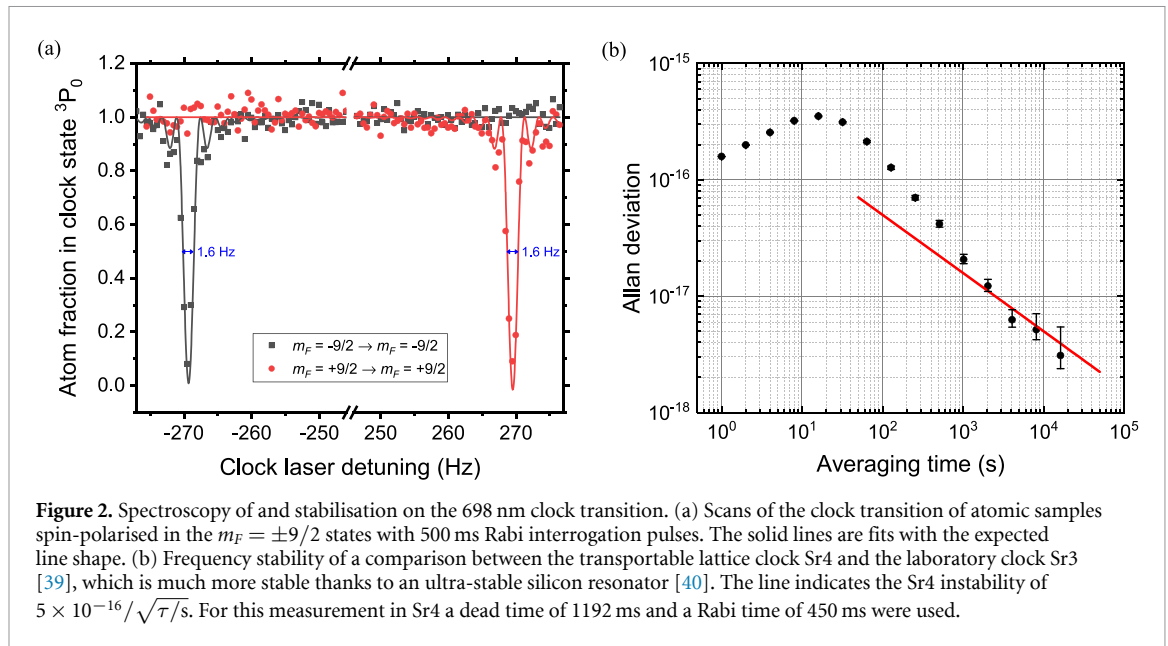 (a)
1.2
1.0
0.8
0.6
0.4
0.2
0.0
Atom fraction in clock state ³P₀
1.6 Hz
1.6 Hz
m_F = -9/2 → m_F = -9/2
m_F = +9/2 → m_F = +9/2
-270 -260 -250 250 260 270
Clock laser detuning (Hz)
(b)
10⁻¹⁵
10⁻¹⁶
10⁻¹⁷
10⁻¹⁸
Allan deviation
10⁰ 10¹ 10² 10³ 10⁴ 10⁵
Averaging time (s)
Figure 2. Spectroscopy of and stabilisation on the 698 nm clock transition. (a) Scans of the clock transition of atomic samples
spin-polarised in the m_F = ±9/2 states with 500 ms Rabi interrogation pulses. The solid lines are fits with the expected
line shape. (b) Frequency stability of a comparison between the transportable lattice clock Sr4 and the laboratory clock Sr3
[39], which is much more stable thanks to an ultra-stable silicon resonator [40]. The line indicates the Sr4 instability of
5 × 10⁻¹⁶/√τ/s. For this measurement in Sr4 a dead time of 1192 ms and a Rabi time of 450 ms were used.